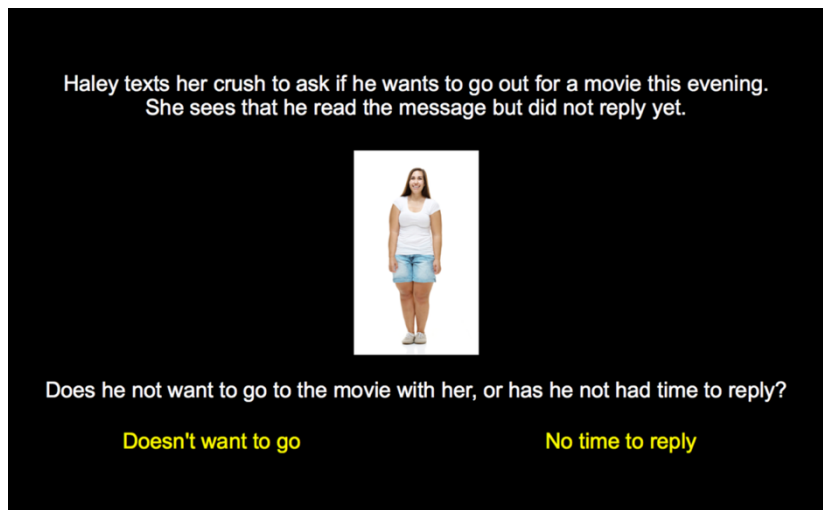 Haley texts her crush to ask if he wants to go out for a movie this evening.
She sees that he read the message but did not reply yet.
Does he not want to go to the movie with her, or has he not had time to reply?
Doesn't want to go
No time to reply